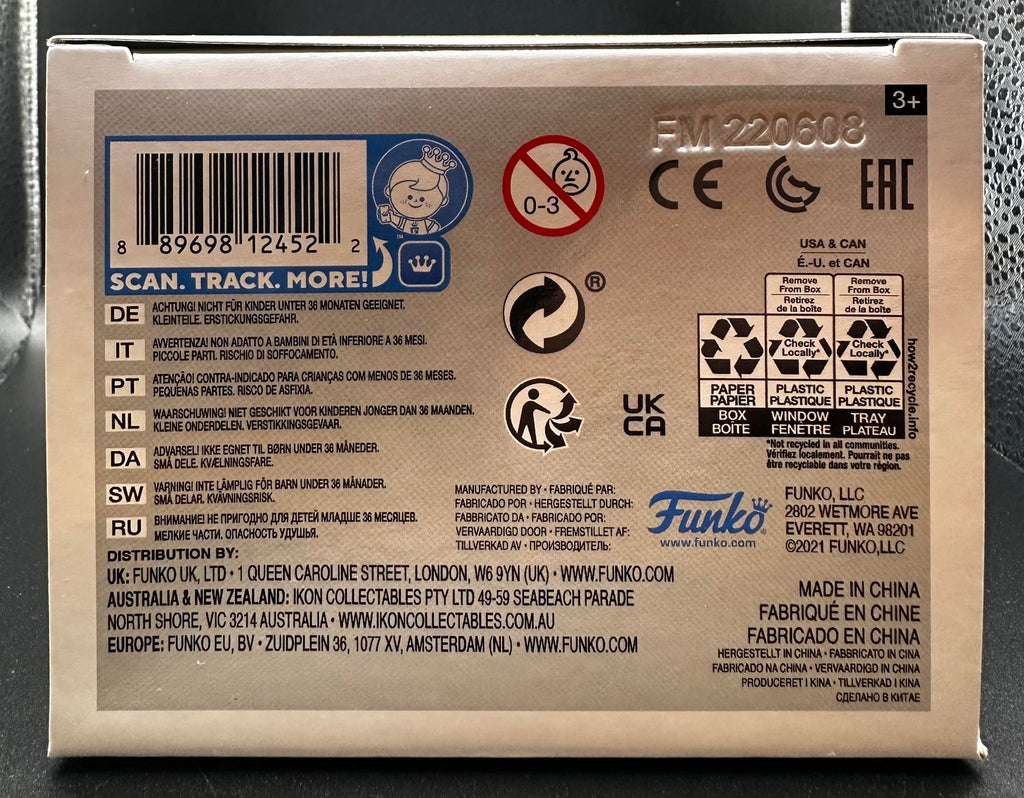 3+
FM 220608
8 89698 12452 2
SCAN. TRACK. MORE!
0-3
CE
EAC
DE ACHTUNG! NICHT FÜR KINDER UNTER 36 MONATEN GEEIGNET.
KLEINTEILE. ERSTICKUNGSGEFAHR.
IT AVVERTENZA! NON ADATTO A BAMBINI DI ETÀ INFERIORE A 36 MESI.
PICCOLE PARTI. RISCHIO DI SOFFOCAMENTO.
PT ATENÇÃO! CONTRA-INDICADO PARA CRIANÇAS COM MENOS DE 36 MESES.
PEQUENAS PARTES. RISCO DE ASFIXIA.
NL WAARSCHUWING! NIET GESCHIKT VOOR KINDEREN JONGER DAN 36 MAANDEN.
KLEINE ONDERDELEN. VERSTIKKINGSGEVAAR.
DA ADVARSEL! IKKE EGNET TIL BØRN UNDER 36 MÅNEDER.
SMÅ DELE. KVÆLNINGSFARE.
SW VARNING! INTE LÄMPLIG FÖR BARN UNDER 36 MÅNADER.
SMÅ DELAR. KVÄVNINGSRISK.
RU ВНИМАНИЕ! НЕ ПРИГОДНО ДЛЯ ДЕТЕЙ МЛАДШЕ 36 МЕСЯЦЕВ.
МЕЛКИЕ ЧАСТИ. ОПАСНОСТЬ УДУШЬЯ.
®
UK
CA
USA & CAN
É.-U. et CAN
Remove From Box Retirez de la boîte
Remove From Box Retirez de la boîte
Check Locally*
Check Locally*
PAPER PAPIER
PLASTIC PLASTIQUE
PLASTIC PLASTIQUE
BOX BOÎTE
WINDOW FENÊTRE
TRAY PLATEAU
how2recycle.info
*Not recycled in all communities.
Vérifiez localement. Pourrait ne pas
être recyclable dans votre région.
MANUFACTURED BY • FABRIQUÉ PAR:
FABRICADO POR • HERGESTELLT DURCH:
FABBRICATO DA • FABRICADO POR:
VERVAARDIGD DOOR • FREMSTILLET AF:
TILLVERKAD AV • ПРОИЗВОДИТЕЛЬ:
Funko
www.funko.com
FUNKO, LLC
2802 WETMORE AVE
EVERETT, WA 98201
©2021 FUNKO,LLC
DISTRIBUTION BY:
UK: FUNKO UK, LTD • 1 QUEEN CAROLINE STREET, LONDON, W6 9YN (UK) • WWW.FUNKO.COM
AUSTRALIA & NEW ZEALAND: IKON COLLECTABLES PTY LTD 49-59 SEABEACH PARADE
NORTH SHORE, VIC 3214 AUSTRALIA • WWW.IKONCOLLECTABLES.COM.AU
EUROPE: FUNKO EU, BV • ZUIDPLEIN 36, 1077 XV, AMSTERDAM (NL) • WWW.FUNKO.COM
MADE IN CHINA
FABRIQUÉ EN CHINE
FABRICADO EN CHINA
HERGESTELLT IN CHINA • FABBRICATO IN CINA
FABRICADO NA CHINA • VERVAARDIGD IN CHINA
PRODUCERET I KINA • TILLVERKAD I KINA
СДЕЛАНО В КИТАЕ